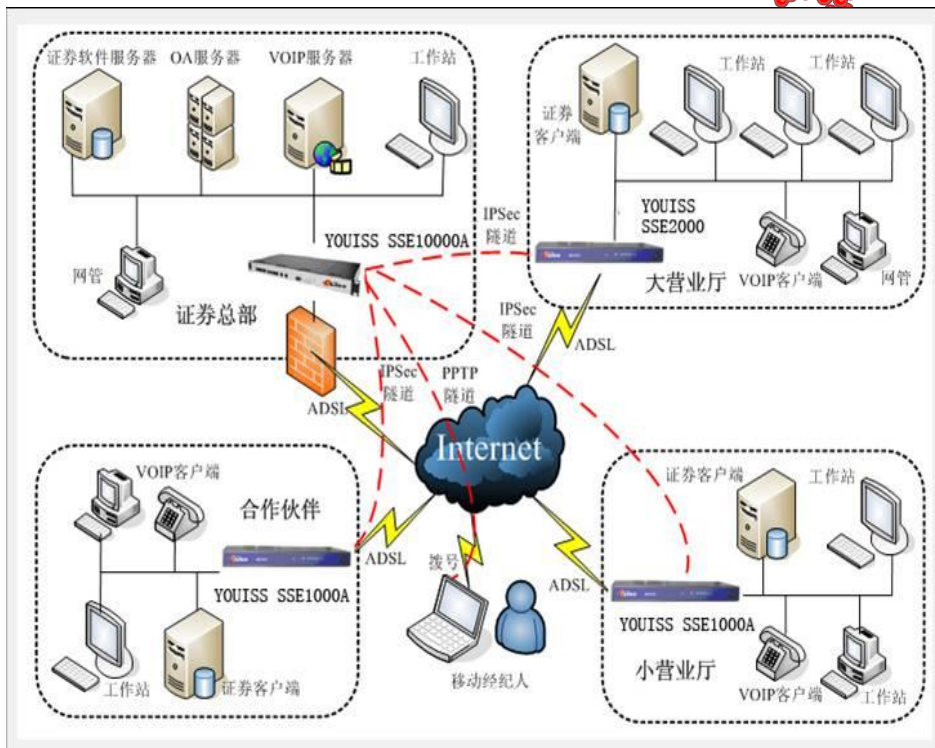 证券软件服务器
OA服务器
VOIP服务器
工作站
网管
YOUISS SSE10000A
证券总部
证券
客户端
工作站
工作站
YOUISS
SSE2000
大营业厅
VOIP客户端
网管
IPSec
隧道
IPSec
隧道
ADSL
IPSec
隧道
PPTP
隧道
ADSL
Internet
VOIP客户端
合作伙伴
YOUISS SSE1000A
ADSL
工作站
证券客户端
拨号
移动经纪人
ADSL
证券客户端
工作站
YOUISS SSE1000A
小营业厅
VOIP客户端
工作站